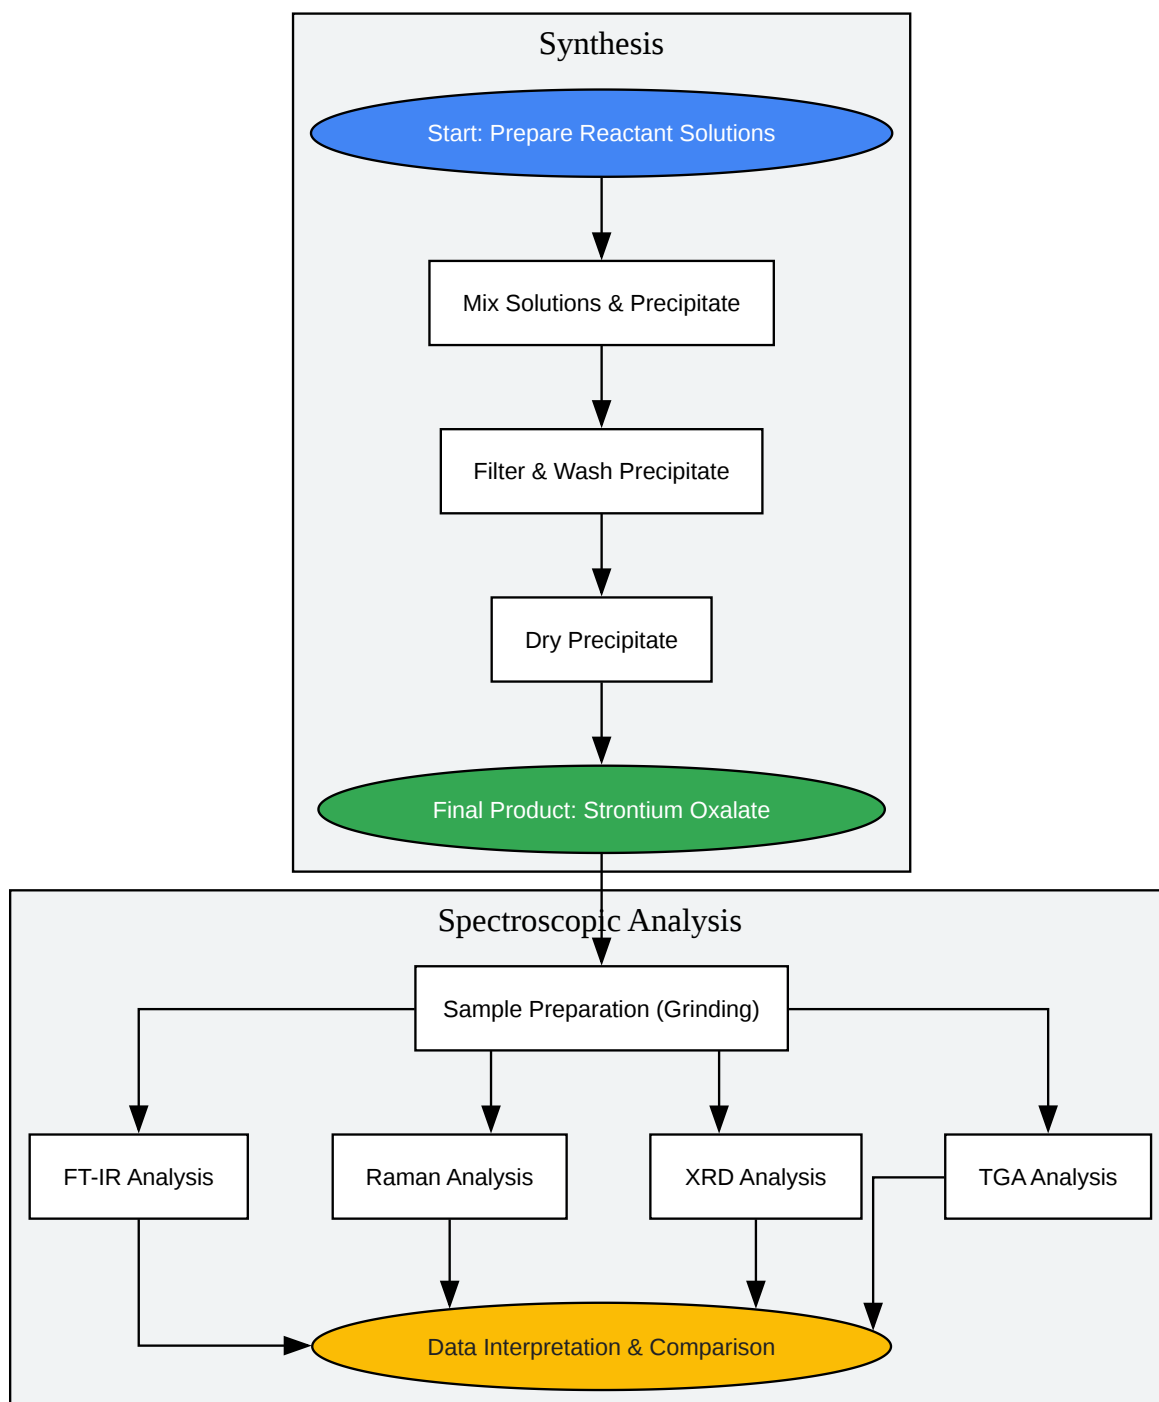 Synthesis
Start: Prepare Reactant Solutions
Mix Solutions & Precipitate
Filter & Wash Precipitate
Dry Precipitate
Final Product: Strontium Oxalate
Spectroscopic Analysis
Sample Preparation (Grinding)
FT-IR Analysis
Raman Analysis
XRD Analysis
TGA Analysis
Data Interpretation & Comparison